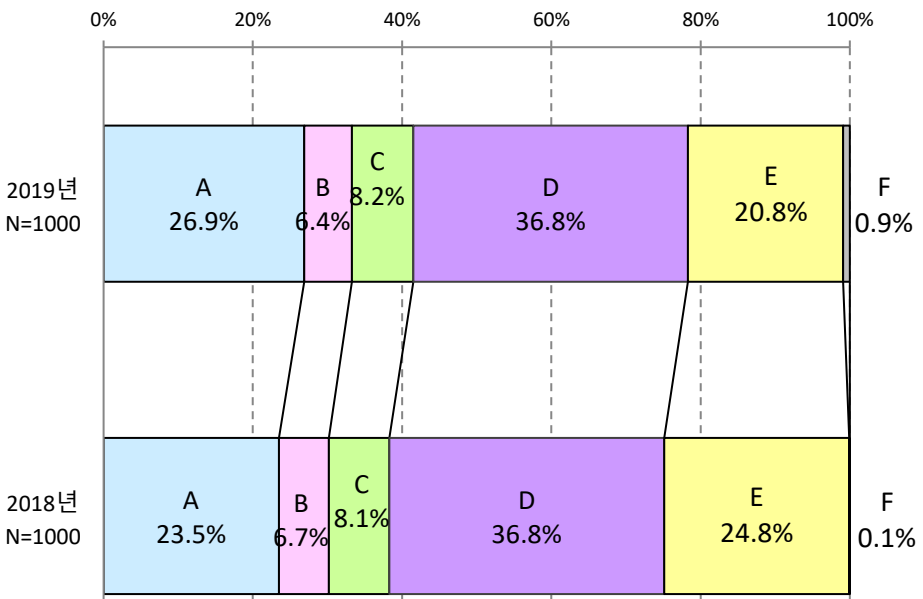 0% 20% 40% 60% 80% 100%
2019년
N=1000
A
26.9%
B
6.4%
C
8.2%
D
36.8%
E
20.8%
F
0.9%
2018년
N=1000
A
23.5%
B
6.7%
C
8.1%
D
36.8%
E
24.8%
F
0.1%